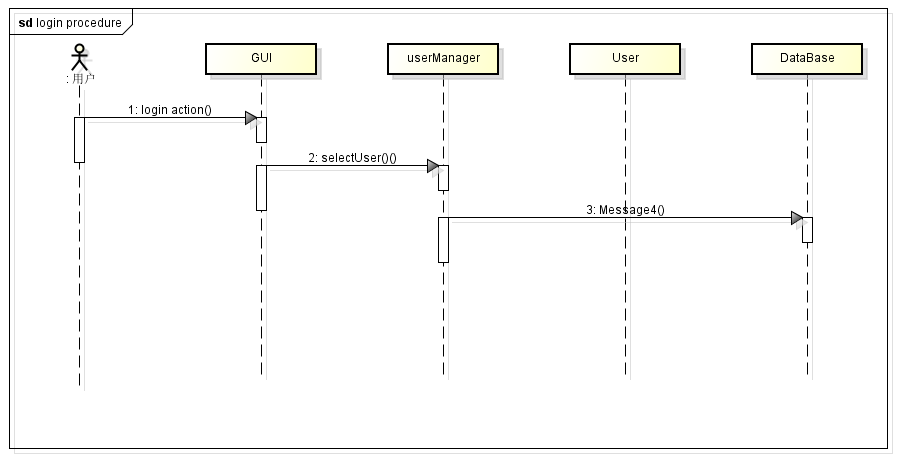 sd login procedure
: 用户
GUI
userManager
User
DataBase
1: login action()
2: selectUser()()
3: Message4()